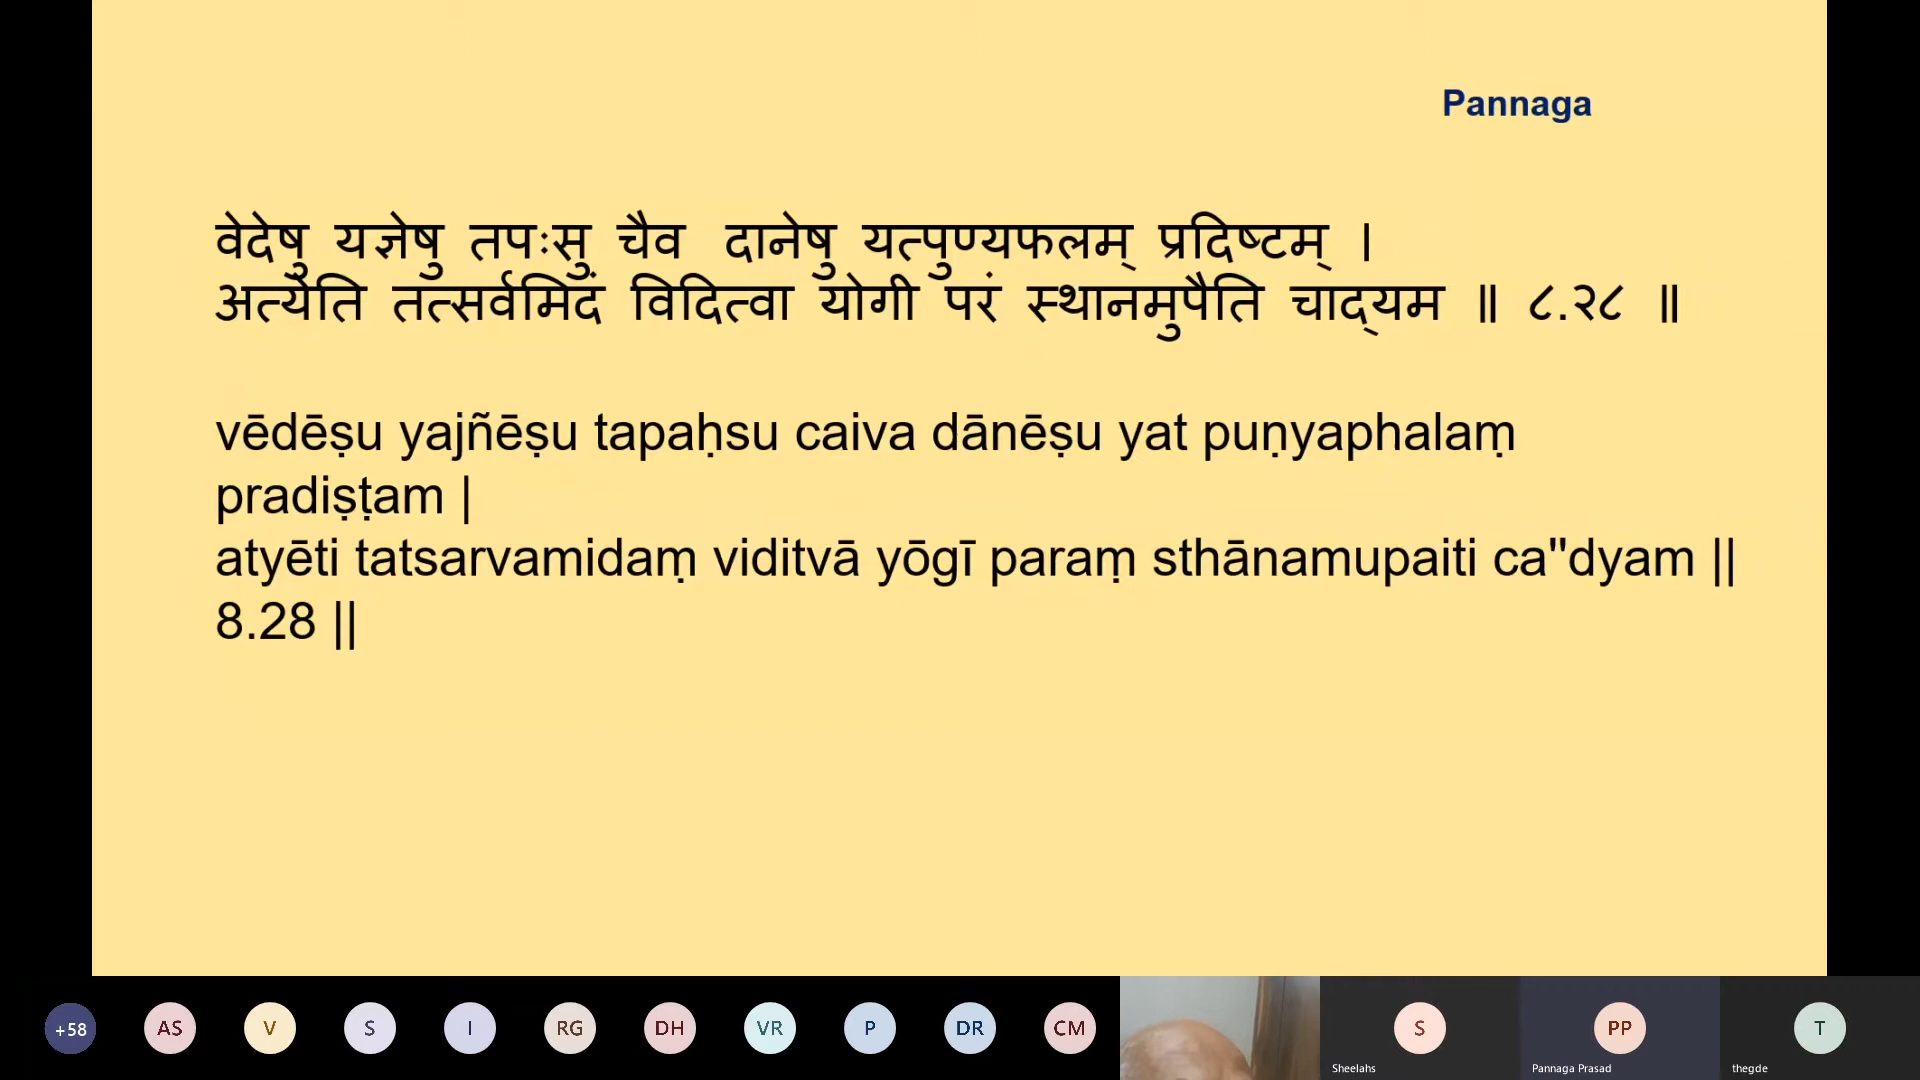 Pannaga
वेदेषु यज्ञेषु तपःसु चैव दानेषु यत्पुण्यफलम् प्रदिष्टम् ।
अत्येति तत्सर्वमिदं विदित्वा योगी परं स्थानमुपैति चाद्यम ॥ ८.२८ ॥
vēdēṣu yajñēṣu tapaḥsu caiva dānēṣu yat puṇyaphalaṃ
pradiṣṭam |
atyēti tatsarvamidaṃ viditvā yōgī paraṃ sthānamupaiti ca"dyam ||
8.28 ||
+58 AS V S I RG DH VR P DR CM S PP T
Sheelahs Pannaga Prasad thegde